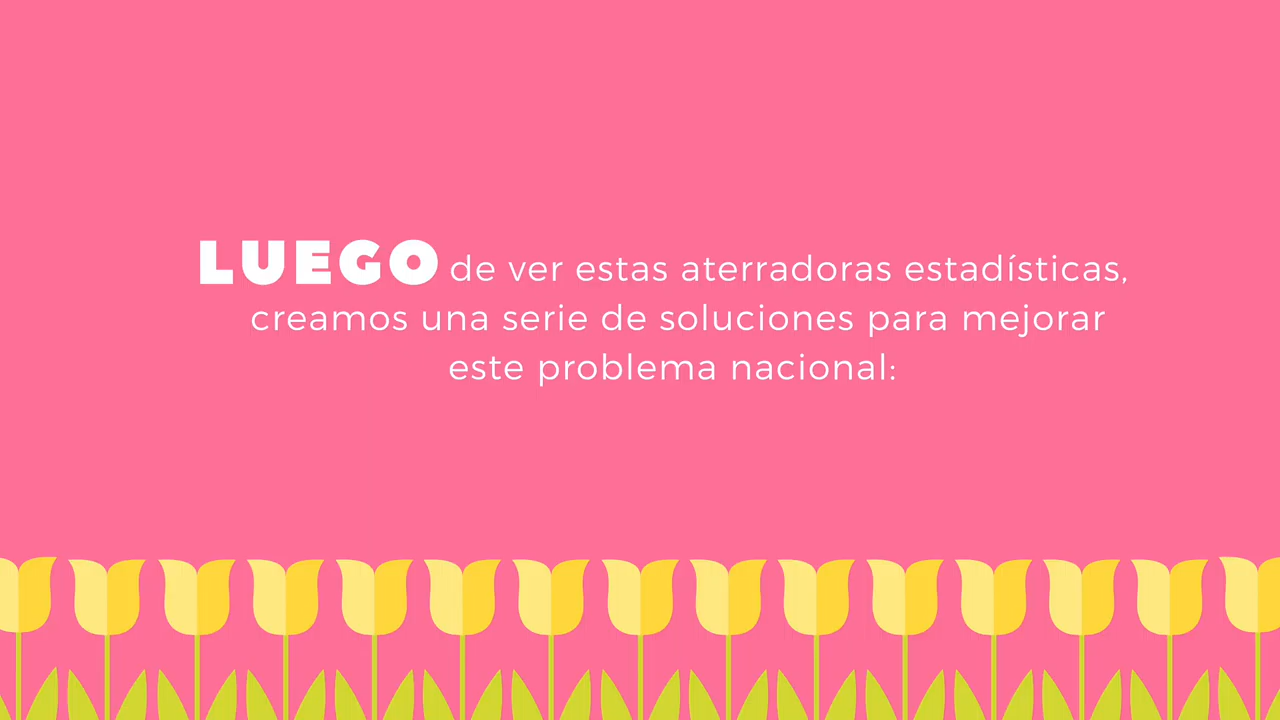 LUEGO de ver estas aterradoras estadísticas,
creamos una serie de soluciones para mejorar
este problema nacional: